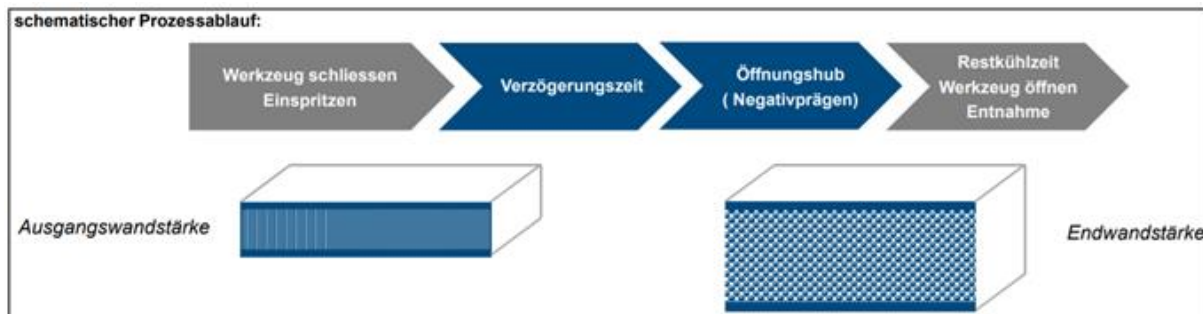 schematischer Prozessablauf:
Werkzeug schliessen
Einspritzen
Verzögerungszeit
Öffnungshub
( Negativprägen)
Restkühlzeit
Werkzeug öffnen
Entnahme
Ausgangswandstärke
Endwandstärke